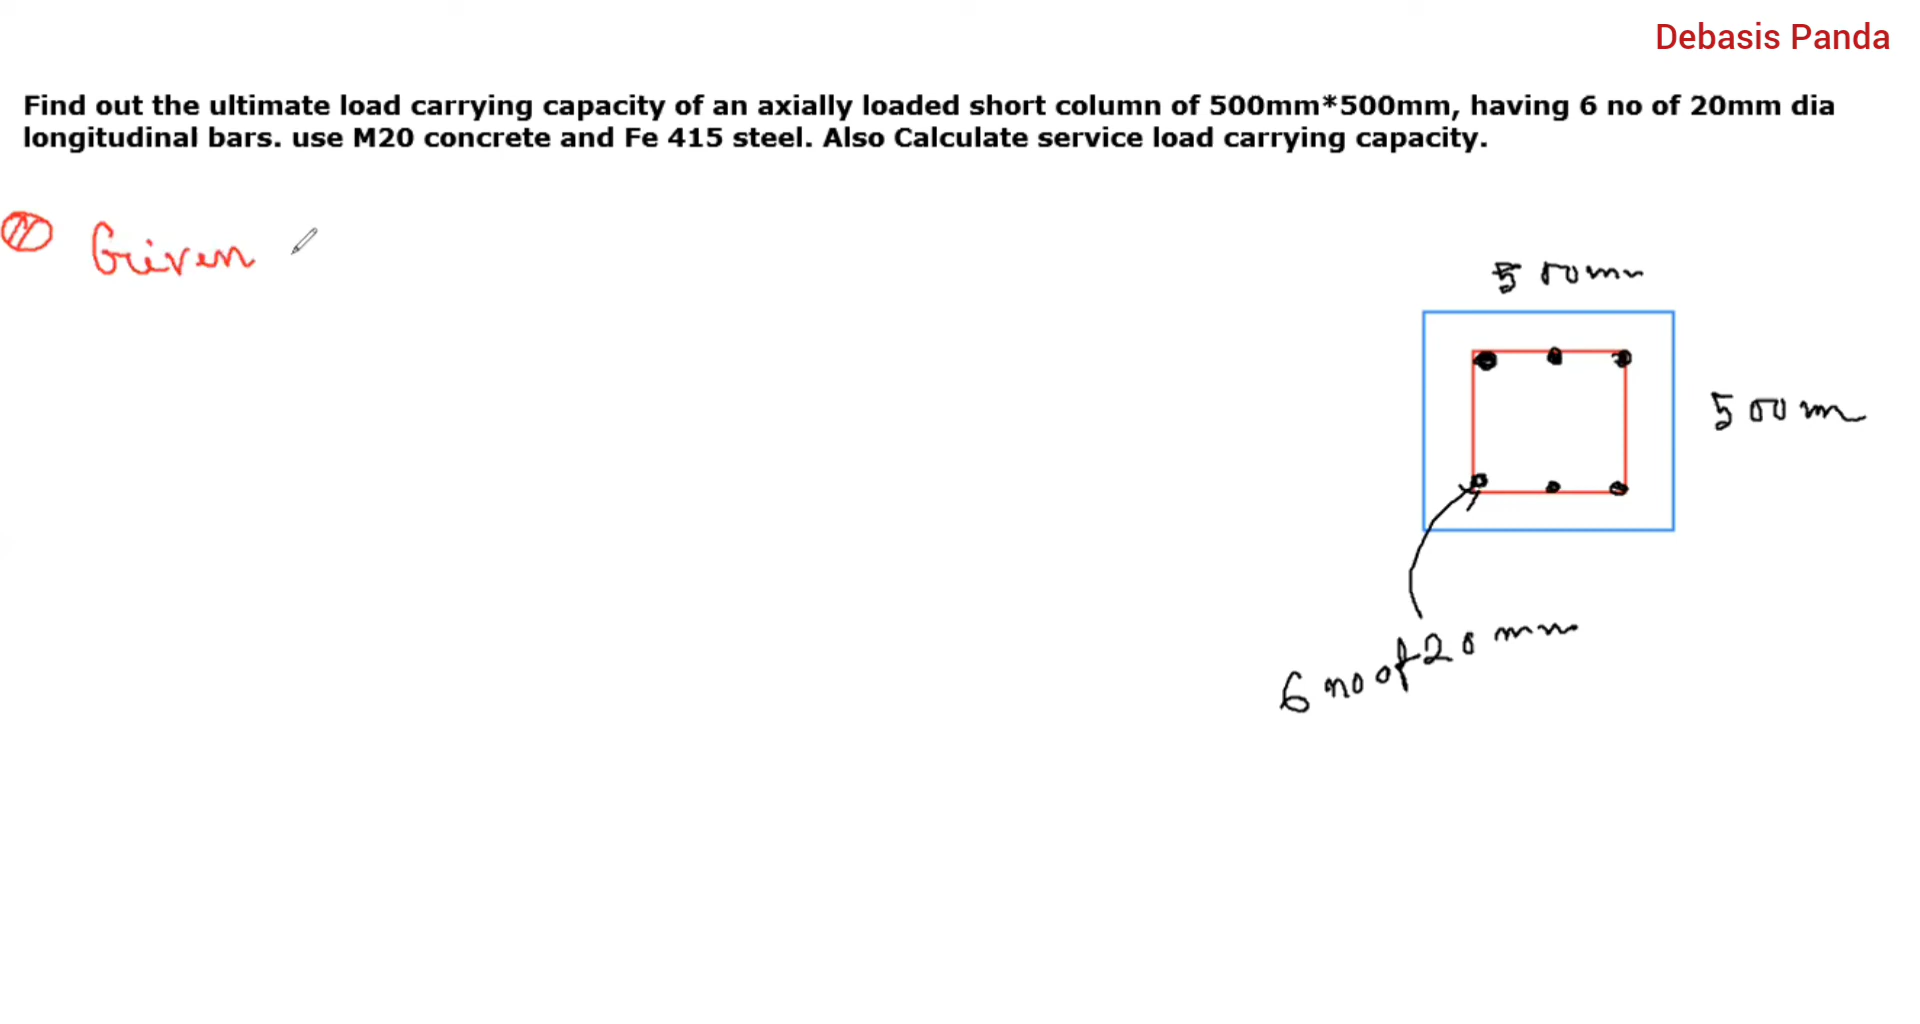 Debasis Panda
Find out the ultimate load carrying capacity of an axially loaded short column of 500mm*500mm, having 6 no of 20mm dia
longitudinal bars. use M20 concrete and Fe 415 steel. Also Calculate service load carrying capacity.
Given
500mm
500m
6 no of 20 mm